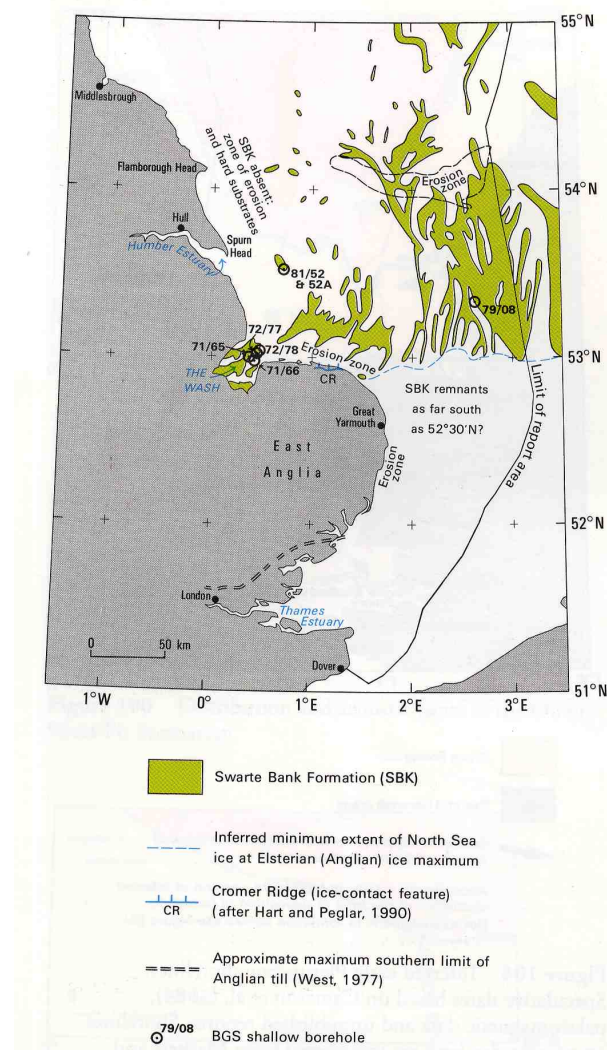 55°N
Middlesbrough
SBK absent:
zone of erosion
and hard substrates
Flamborough Head
Erosion
zone
54°N
Hull
Spurn
Head
Humber Estuary
81/52
& 52A
79/08
72/77
71/65
72/78
71/66
THE
WASH
Erosion zone
CR
53°N
SBK remnants
as far south
as 52°30'N?
Limit of report area
Great
Yarmouth
East
Anglia
Erosion
zone
52°N
London
Thames
Estuary
0 50 km
Dover
51°N
1°W 0° 1°E 2°E 3°E
Swarte Bank Formation (SBK)
Inferred minimum extent of North Sea
ice at Elsterian (Anglian) ice maximum
Cromer Ridge (ice-contact feature)
CR (after Hart and Peglar, 1990)
Approximate maximum southern limit of
Anglian till (West, 1977)
79/08
BGS shallow borehole